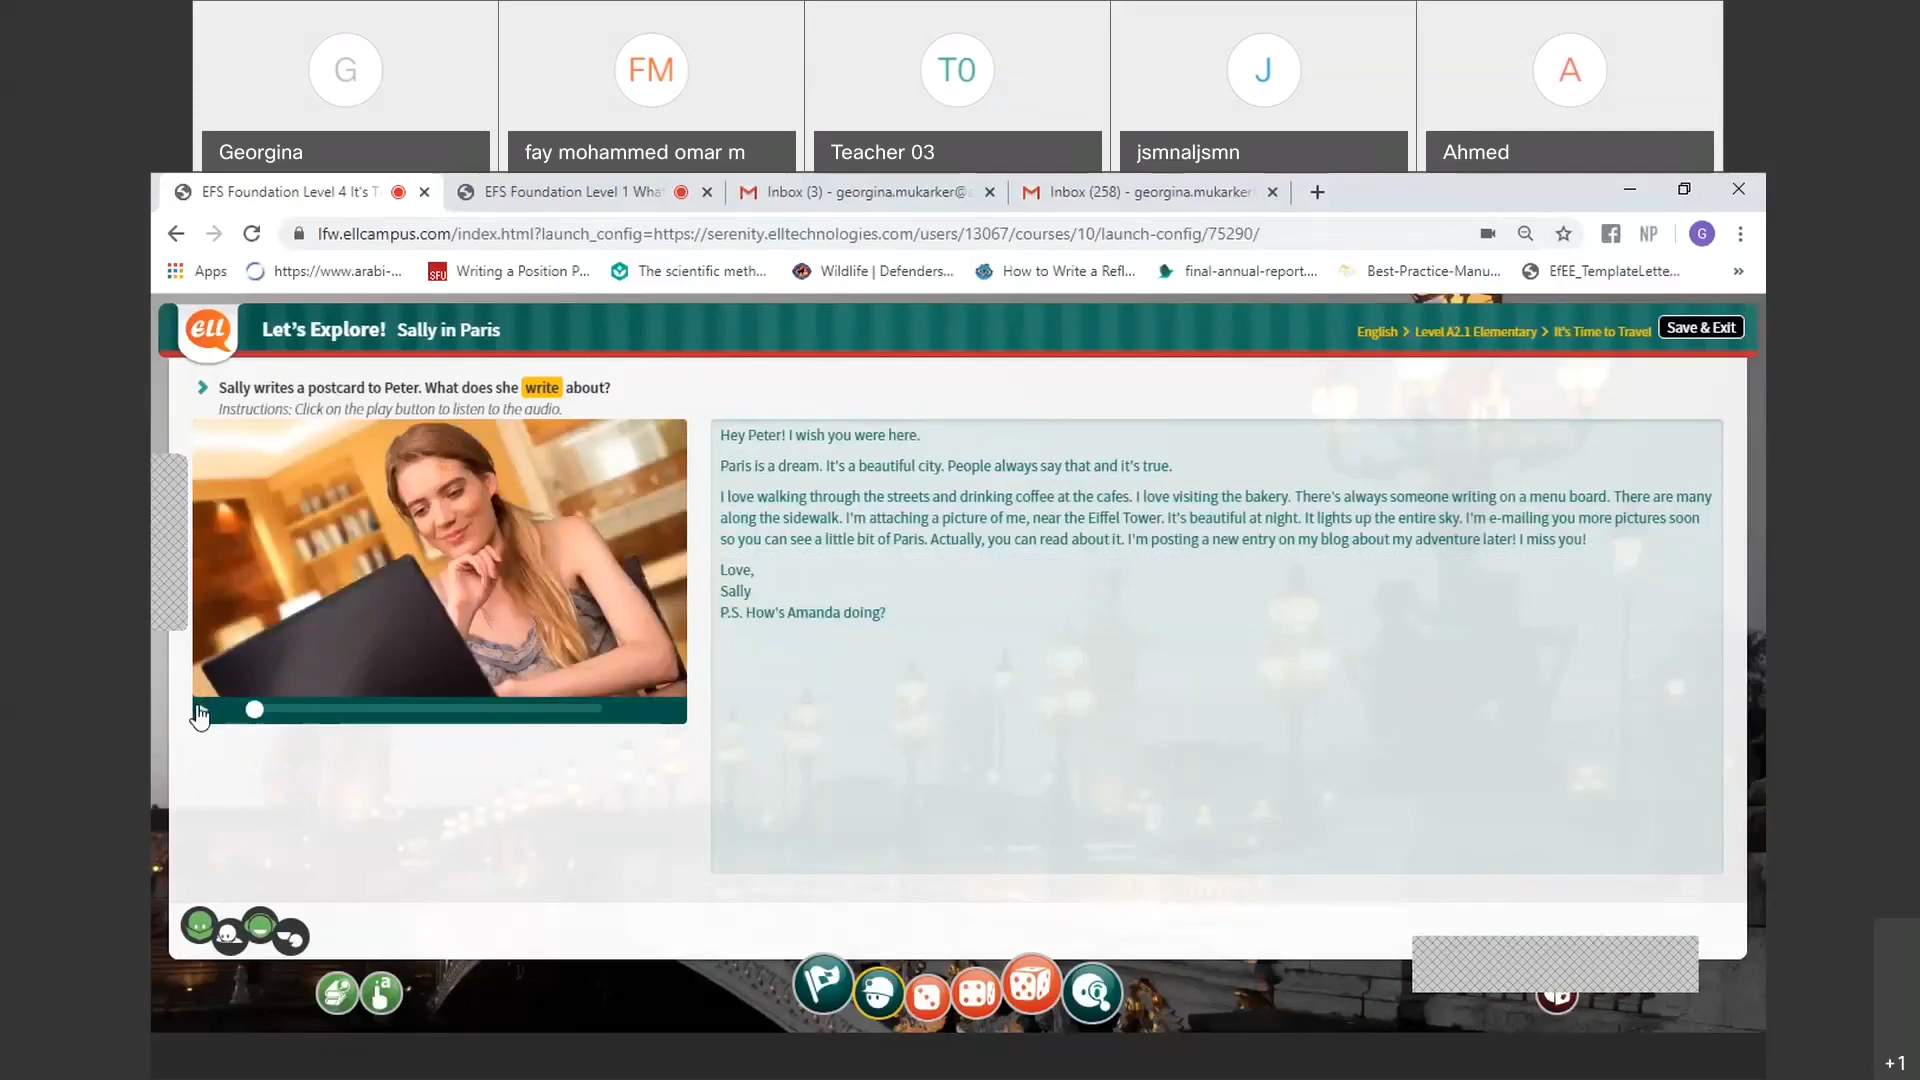 G
FM
T0
J
A
Georgina
fay mohammed omar m
Teacher 03
jsmnaljsmn
Ahmed
EFS Foundation Level 4 It's T
EFS Foundation Level 1 Wha
Inbox (3) - georgina.mukarker@
Inbox (258) - georgina.mukarker
lfw.ellcampus.com/index.html?launch_config=https://serenity.elltechnologies.com/users/13067/courses/10/launch-config/75290/
NP
G
Apps
https://www.arabi-...
SFU
Writing a Position P...
The scientific meth...
Wildlife | Defenders...
How to Write a Refl...
final-annual-report....
Best-Practice-Manu...
EfEE_TemplateLette...
»
ell
Let's Explore! Sally in Paris
English > Level A2.1 Elementary > It's Time to Travel
Save & Exit
Sally writes a postcard to Peter. What does she write about?
Instructions: Click on the play button to listen to the audio.
Hey Peter! I wish you were here.
Paris is a dream. It's a beautiful city. People always say that and it's true.
I love walking through the streets and drinking coffee at the cafes. I love visiting the bakery. There's always someone writing on a menu board. There are many
along the sidewalk. I'm attaching a picture of me, near the Eiffel Tower. It's beautiful at night. It lights up the entire sky. I'm e-mailing you more pictures soon
so you can see a little bit of Paris. Actually, you can read about it. I'm posting a new entry on my blog about my adventure later! I miss you!
Love,
Sally
P.S. How's Amanda doing?
a
+1